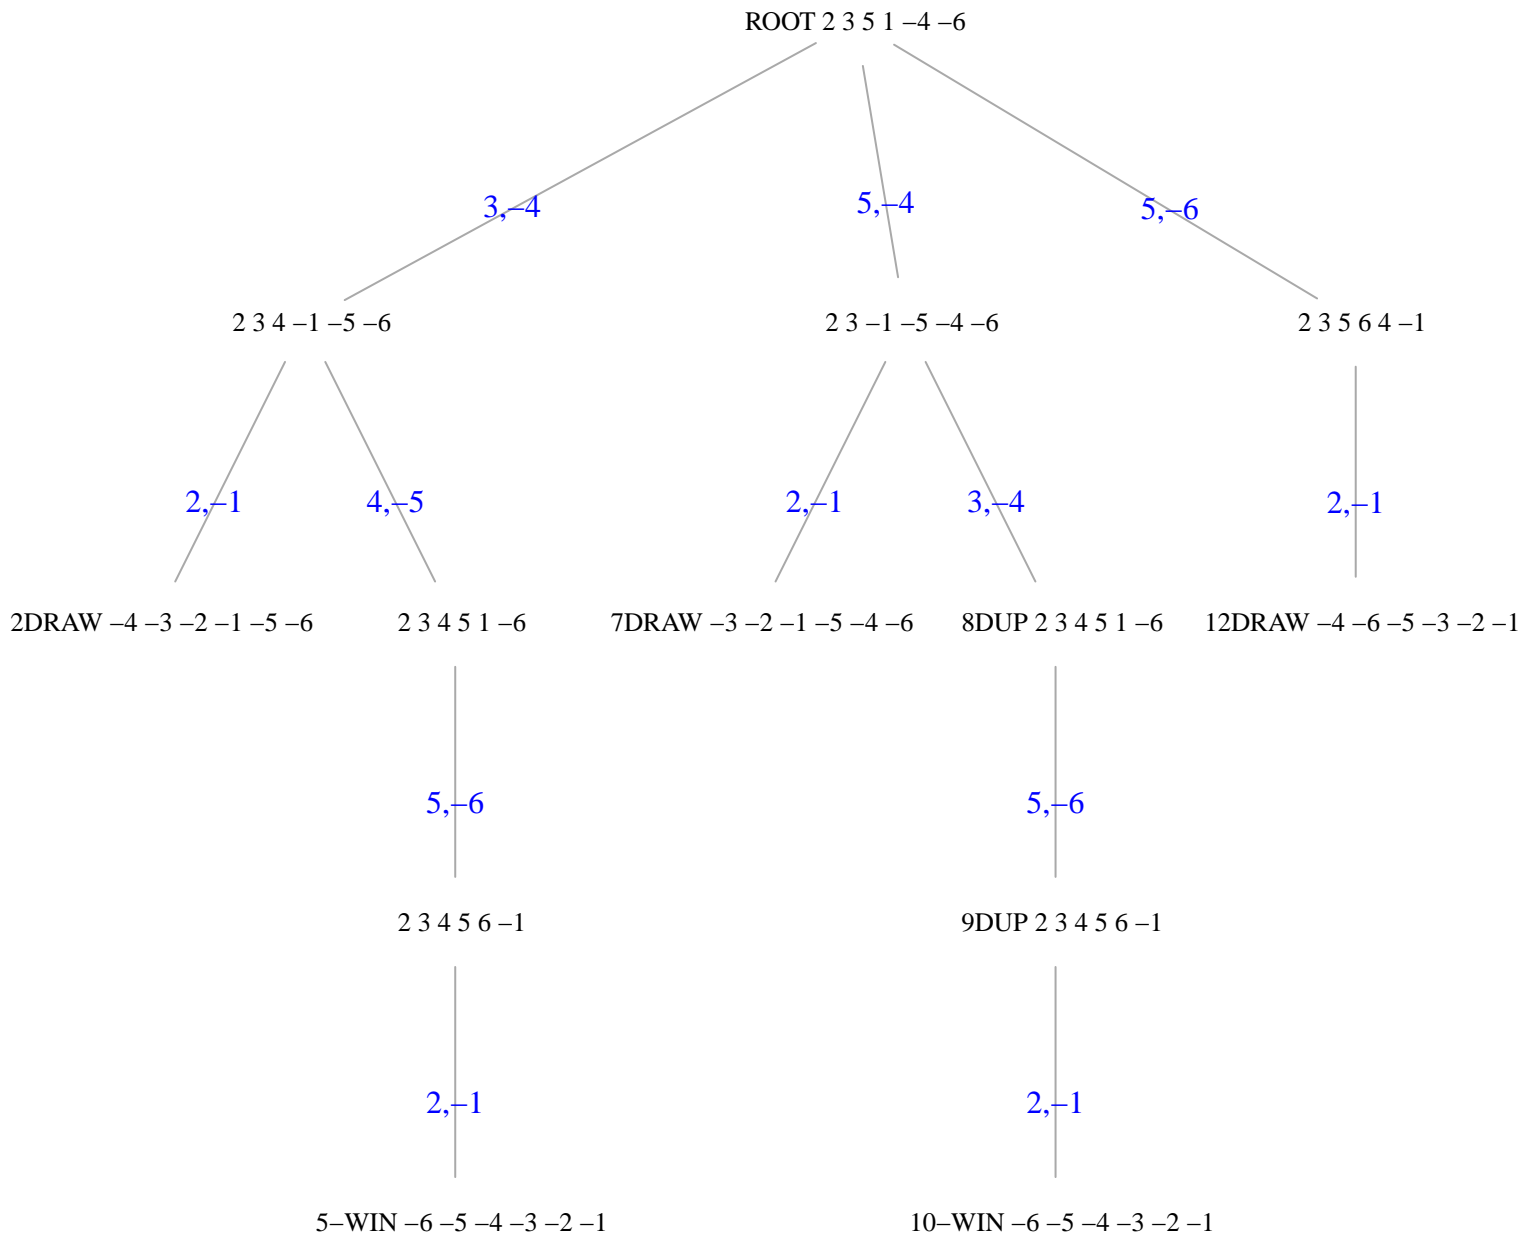 ROOT 2 3 5 1 –4 –6
3,–4
5,–4
5,–6
2 3 4 –1 –5 –6
2 3 –1 –5 –4 –6
2 3 5 6 4 –1
2,–1
4,–5
2,–1
3,–4
2,–1
2DRAW –4 –3 –2 –1 –5 –6
2 3 4 5 1 –6
7DRAW –3 –2 –1 –5 –4 –6
8DUP 2 3 4 5 1 –6
12DRAW –4 –6 –5 –3 –2 –1
5,–6
5,–6
2 3 4 5 6 –1
9DUP 2 3 4 5 6 –1
2,–1
2,–1
5–WIN –6 –5 –4 –3 –2 –1
10–WIN –6 –5 –4 –3 –2 –1